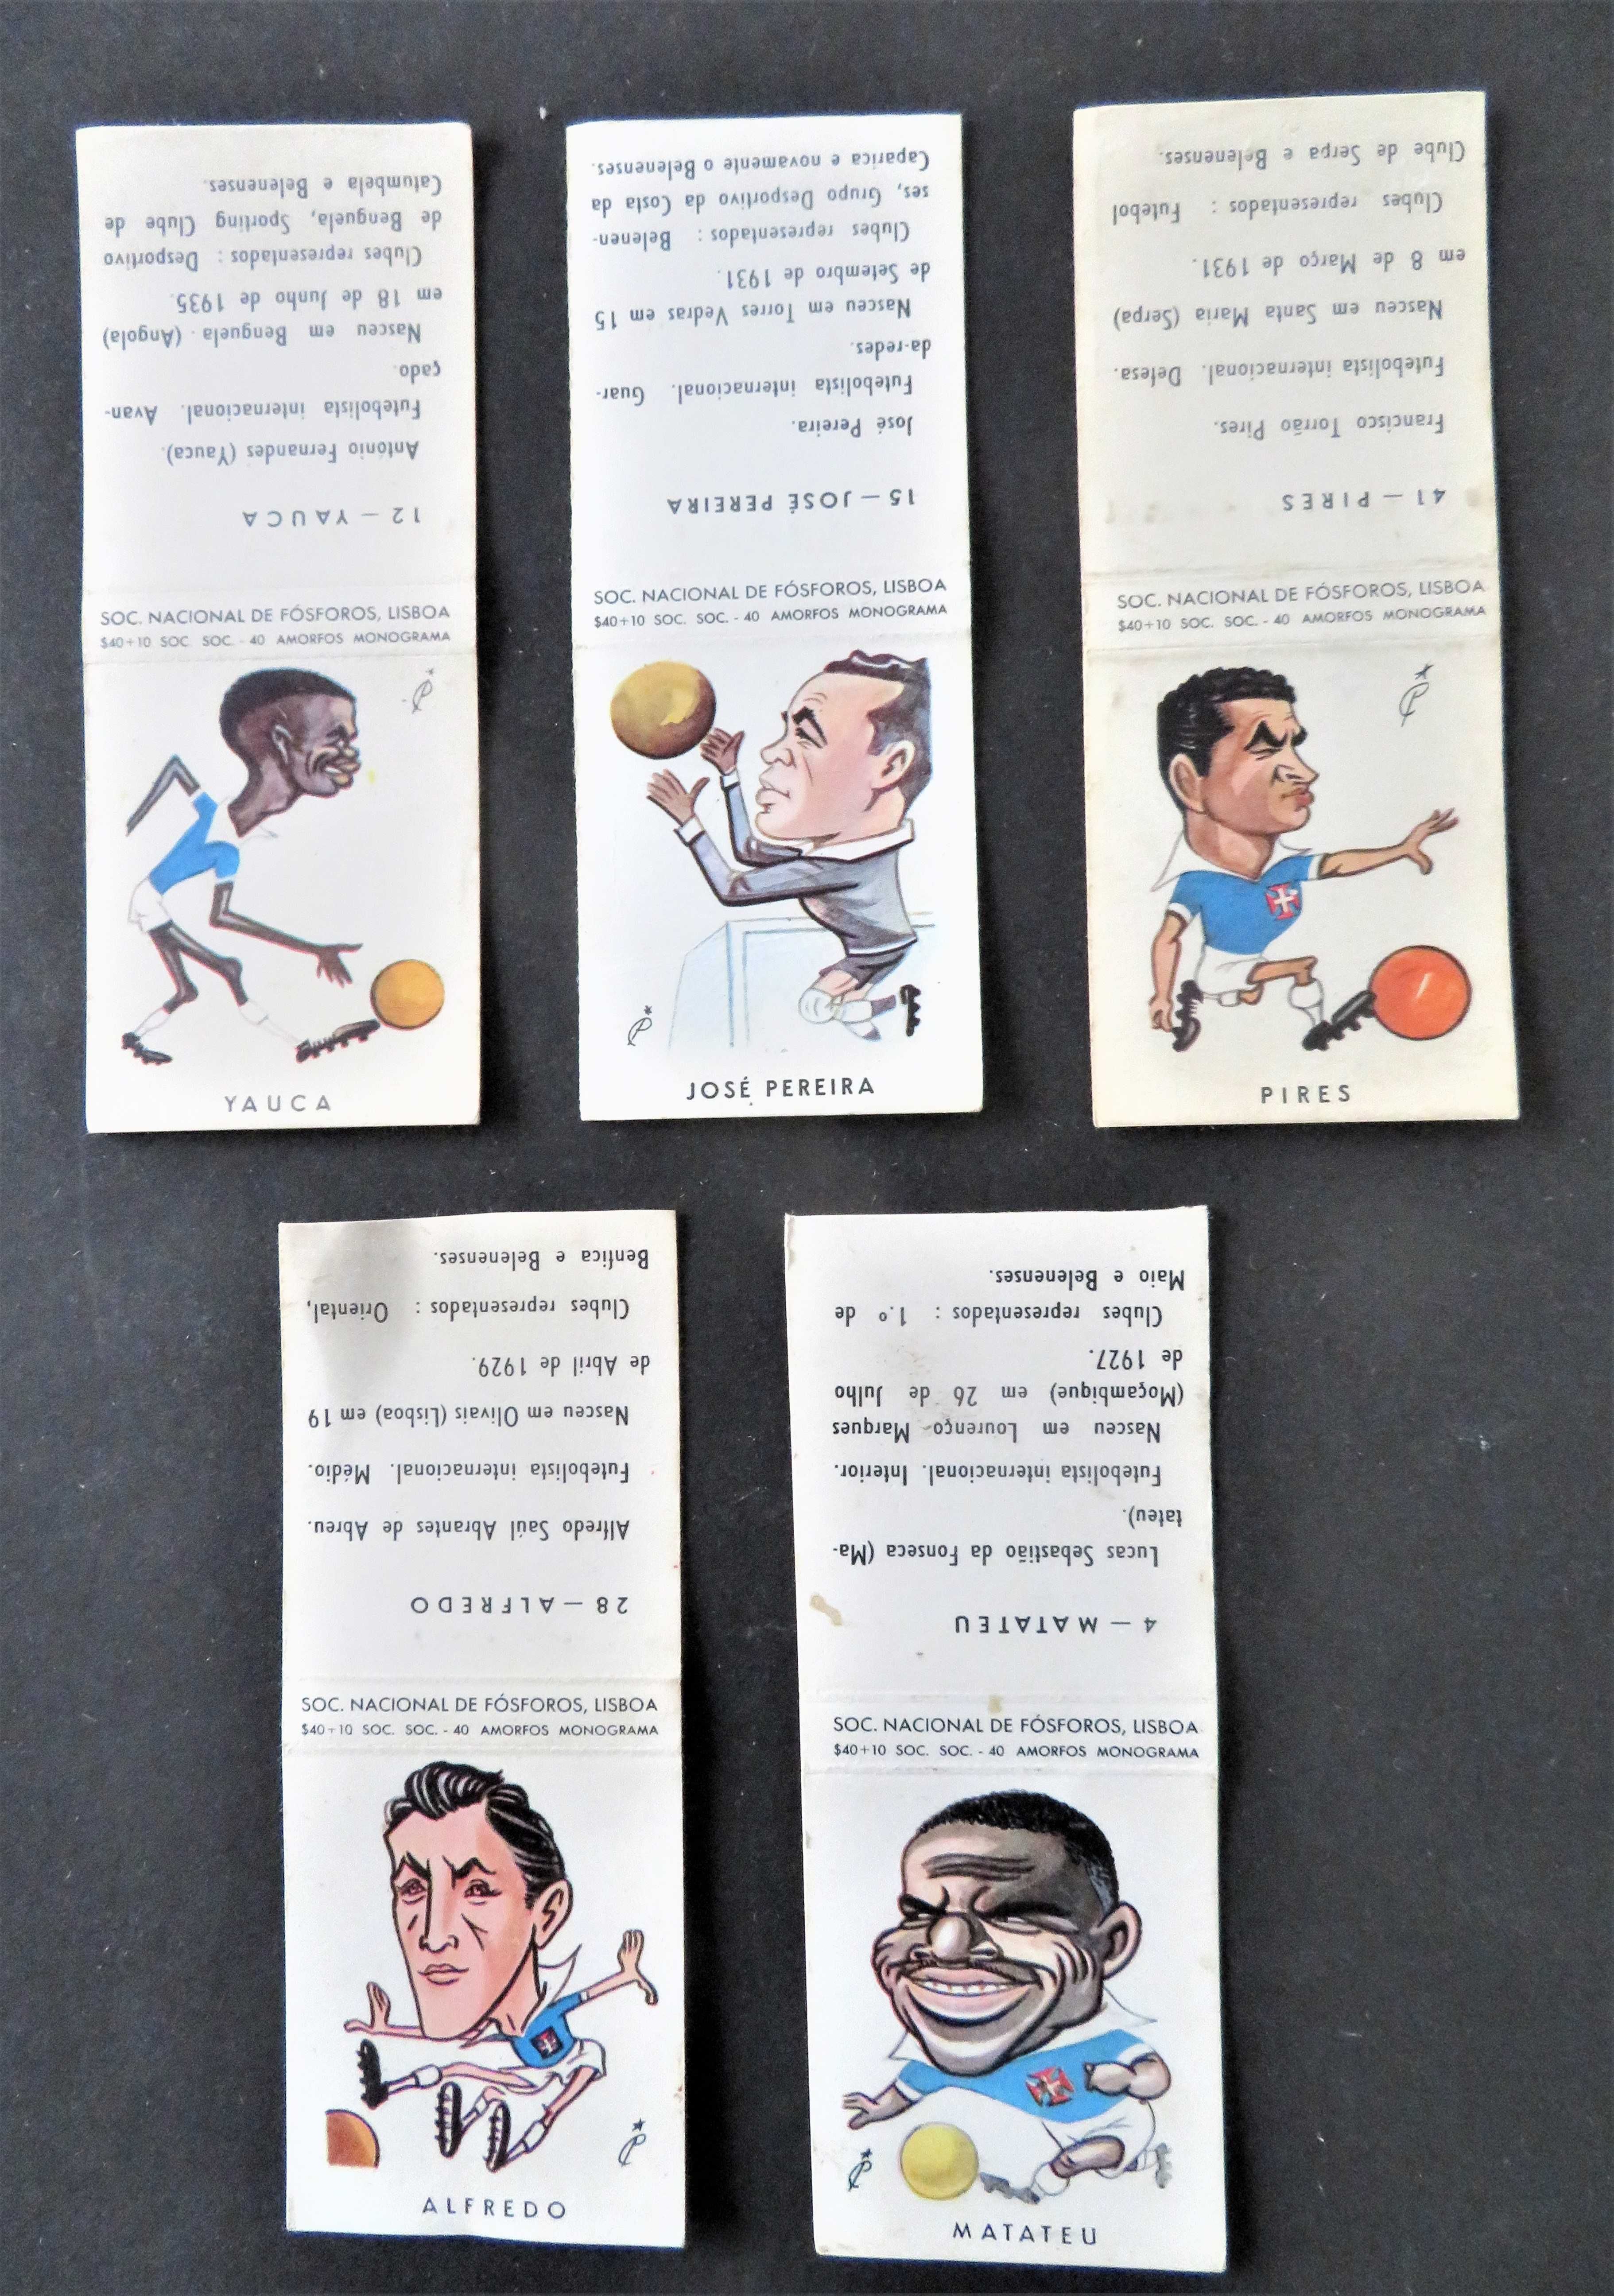 12 — YAUCA
António Fernandes (Yauca).
Futebolista internacional. Avan-
çado.
Nasceu em Benguela. (Angola)
em 18 de Junho de 1935.
Clubes representados : Desportivo
de Benguela, Sporting Clube de
Catumbela e Belenenses.
SOC. NACIONAL DE FÓSFOROS, LISBOA
$40+10 SOC. SOC. - 40 AMORFOS MONOGRAMA
YAUCA
15 — JOSÉ PEREIRA
José Pereira.
Futebolista internacional. Guar-
da-redes.
Nasceu em Torres Vedras em 15
de Setembro de 1931.
Clubes representados : Belenen-
ses, Grupo Desportivo da Costa da
Caparica e novamente o Belenenses.
SOC. NACIONAL DE FÓSFOROS, LISBOA
$40+10 SOC. SOC. - 40 AMORFOS MONOGRAMA
JOSÉ PEREIRA
41 — PIRES
Francisco Torrão Pires.
Futebolista internacional. Defesa.
Nasceu em Santa Maria (Serpa)
em 8 de Março de 1931.
Clubes representados : Futebol
Clube de Serpa e Belenenses.
SOC. NACIONAL DE FÓSFOROS, LISBOA
$40+10 SOC. SOC. - 40 AMORFOS MONOGRAMA
PIRES
28 — ALFREDO
Alfredo Saúl Abrantes de Abreu.
Futebolista internacional. Médio.
Nasceu em Olivais (Lisboa) em 19
de Abril de 1929.
Clubes representados : Oriental,
Benfica e Belenenses.
SOC. NACIONAL DE FÓSFOROS, LISBOA
$40+10 SOC. SOC. - 40 AMORFOS MONOGRAMA
ALFREDO
4 — MATATEU
Lucas Sebastião da Fonseca (Ma-
tateu).
Futebolista internacional. Interior.
Nasceu em Lourenço Marques
(Moçambique) em 26 de Julho
de 1927.
Clubes representados : 1.º de
Maio e Belenenses.
SOC. NACIONAL DE FÓSFOROS, LISBOA
$40+10 SOC. SOC. - 40 AMORFOS MONOGRAMA
MATATEU